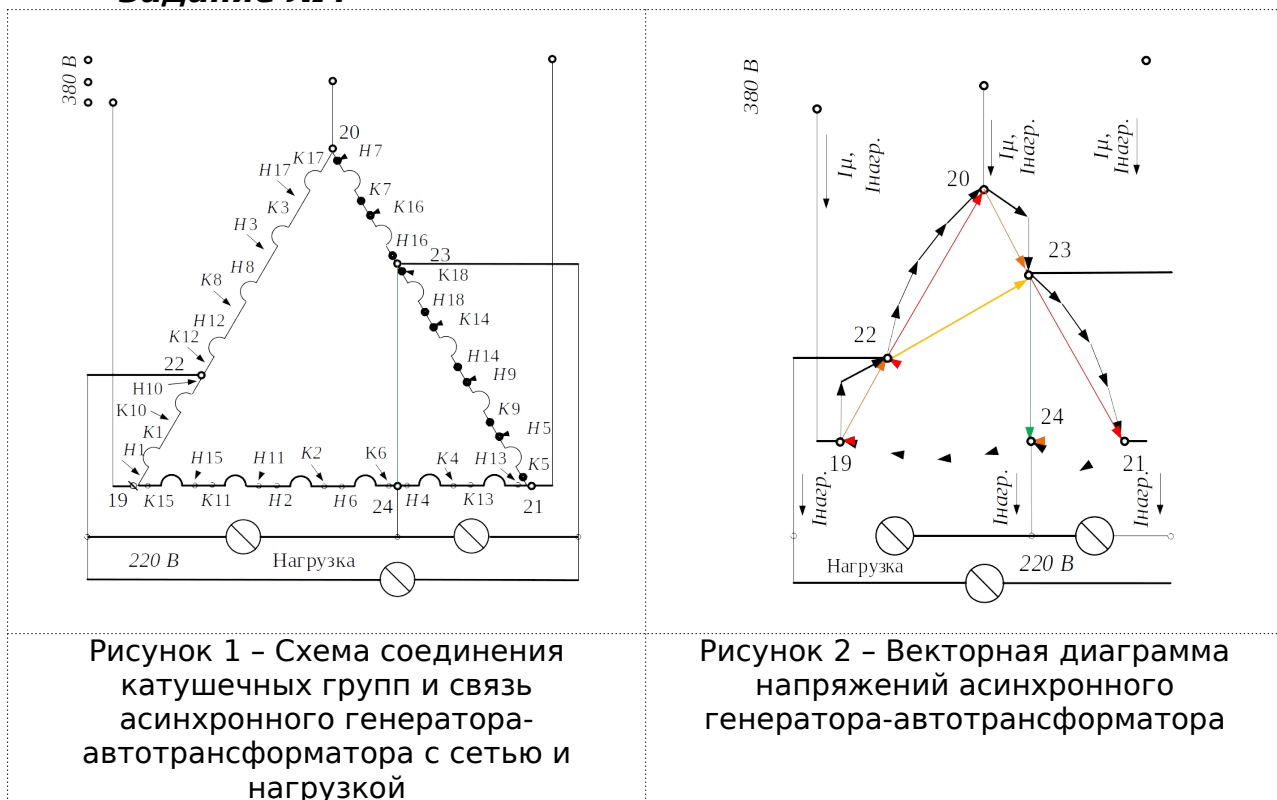 380 В
20
К17
Н7
Н17
К7
К3
К16
Н3
Н16
23
Н8
К18
К8
Н18
Н12
К14
К12
22
Н14
Н10
Н9
К10
К9
К1
Н5
Н1
Н15
Н11
К2
К6
К4
Н13
К5
19
К15
К11
Н2
Н6
24
Н4
К13
21
220 В
Нагрузка
Рисунок 1 – Схема соединения
катушечных групп и связь
асинхронного генератора-
автотрансформатора с сетью и
нагрузкой
380 В
Iμ,
Iнагр.
Iμ,
Iнагр.
Iμ,
Iнагр.
20
23
22
24
19
21
Iнагр.
Iнагр.
Iнагр.
Нагрузка
220 В
Рисунок 2 – Векторная диаграмма
напряжений асинхронного
генератора-автотрансформатора